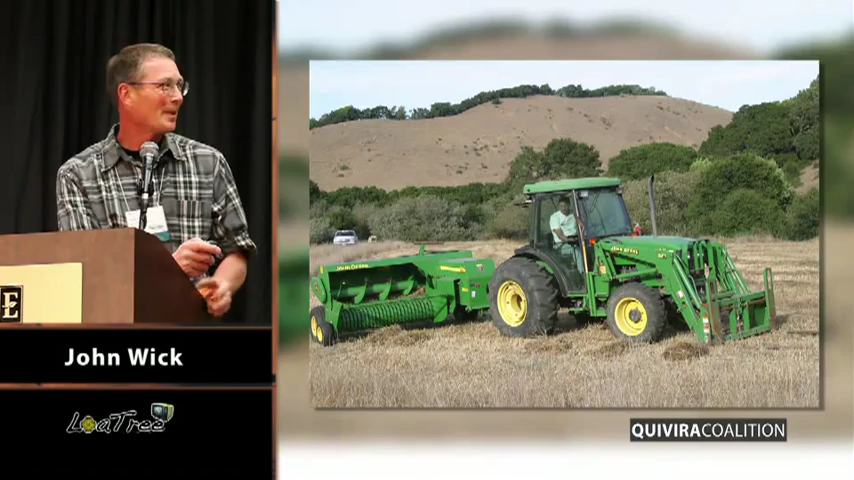 E
John Wick
LoaTree
JOHN DEERE
JOHN DEERE
QUIVIRACOALITION